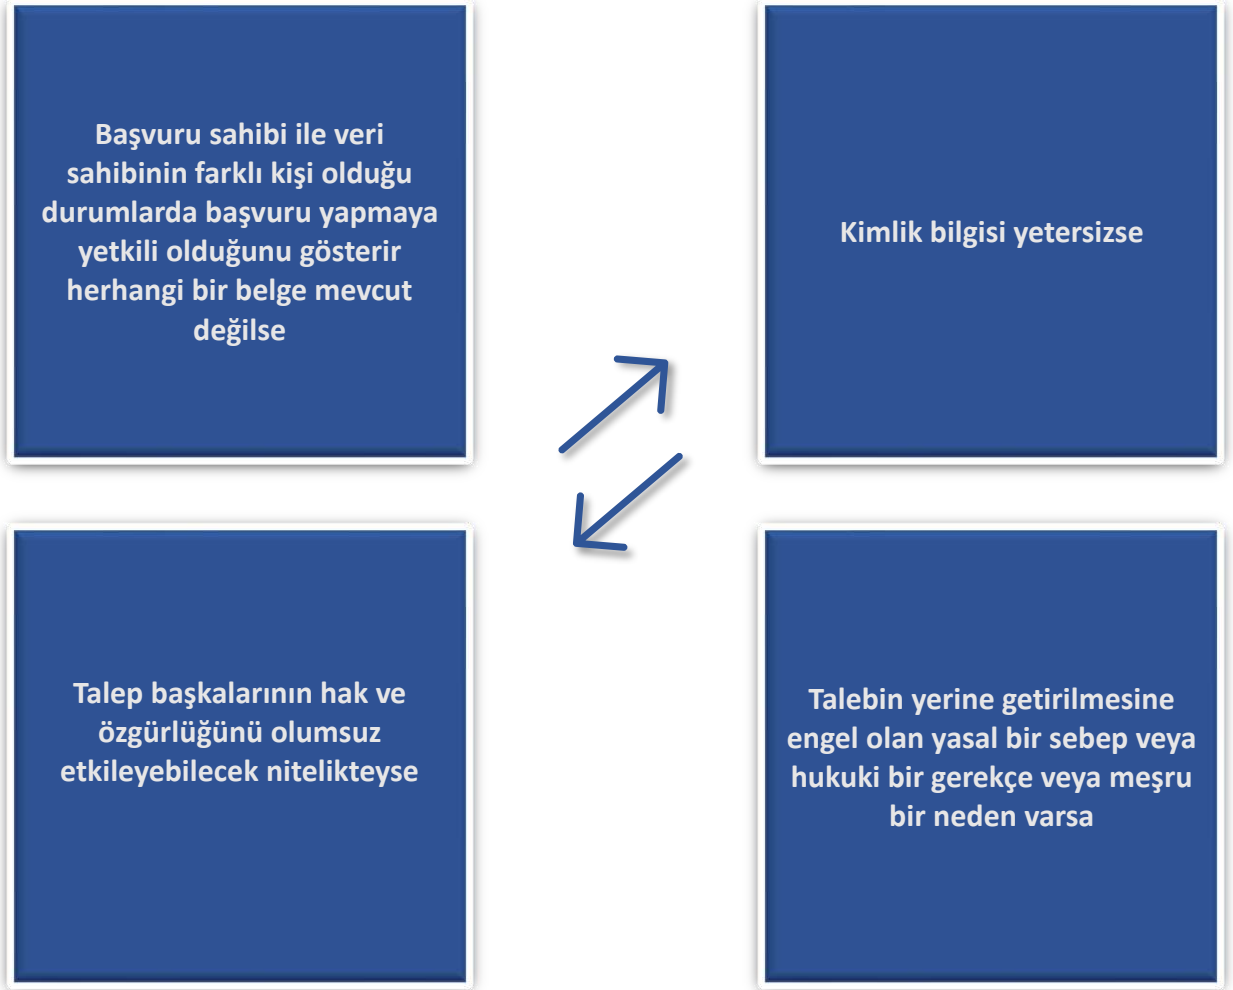 Başvuru sahibi ile veri
sahibinin farklı kişi olduğu
durumlarda başvuru yapmaya
yetkili olduğunu gösterir
herhangi bir belge mevcut
değilse
Kimlik bilgisi yetersizse
Talep başkalarının hak ve
özgürlüğünü olumsuz
etkileyebilecek nitelikteyse
Talebin yerine getirilmesine
engel olan yasal bir sebep veya
hukuki bir gerekçe veya meşru
bir neden varsa